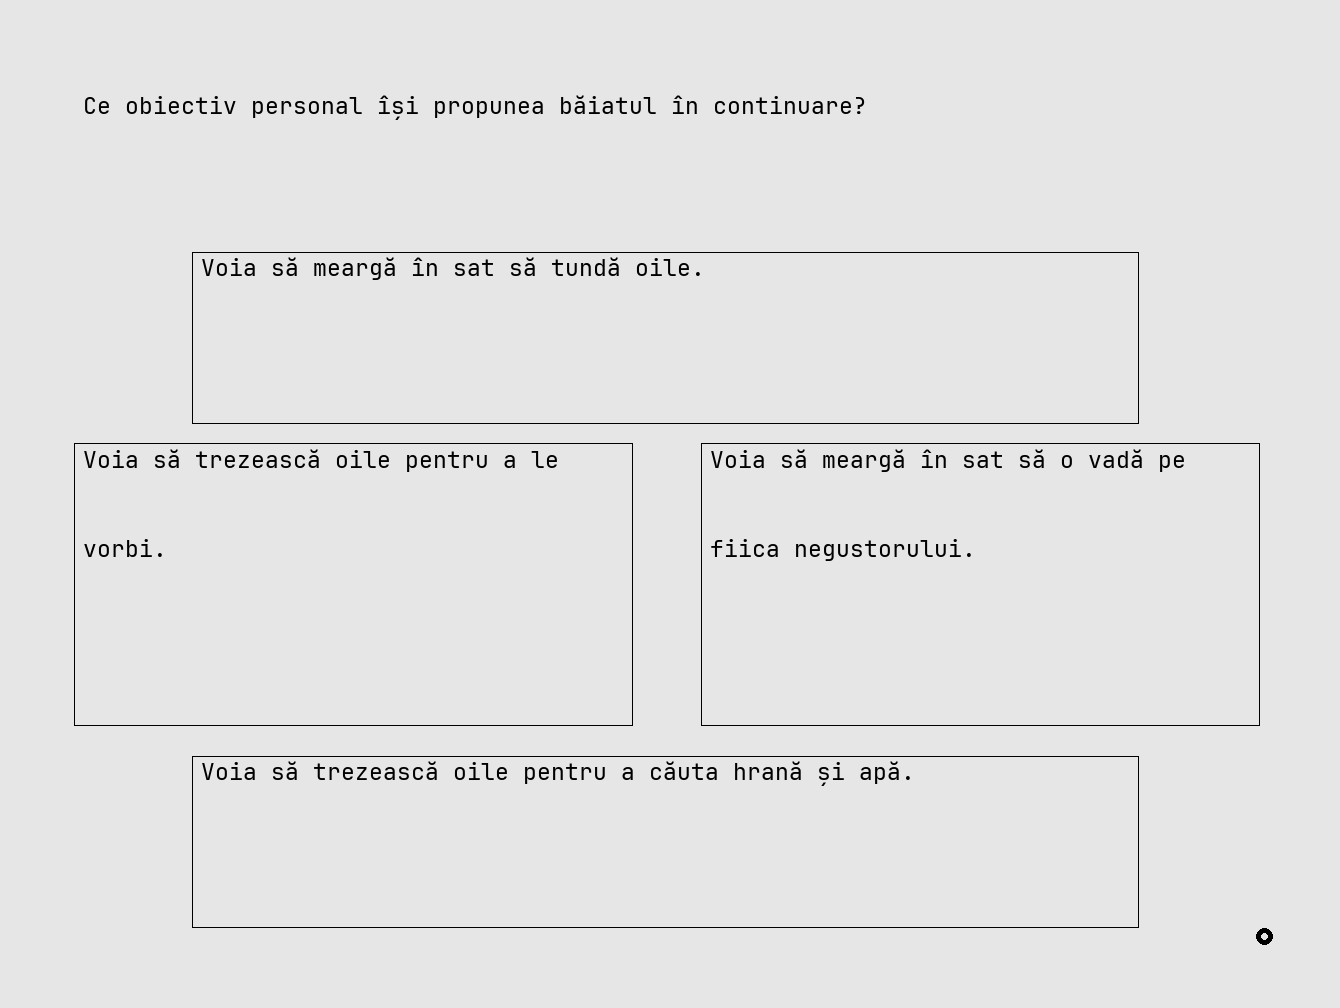 Ce obiectiv personal își propunea băiatul în continuare?
Voia să meargă în sat să tundă oile.
Voia să trezească oile pentru a le
vorbi.
Voia să meargă în sat să o vadă pe
fiica negustorului.
Voia să trezească oile pentru a căuta hrană și apă.